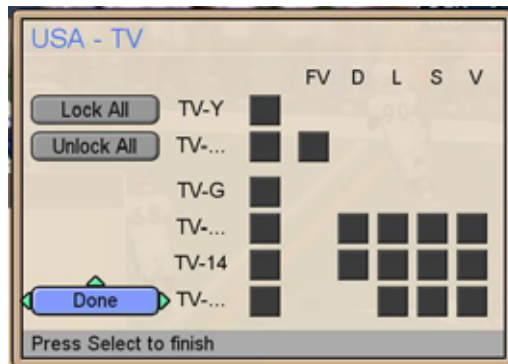 USA - TV
FV D L S V
Lock All TV-Y
Unlock All TV-...
TV-G
TV-...
TV-14
Done TV-...
Press Select to finish